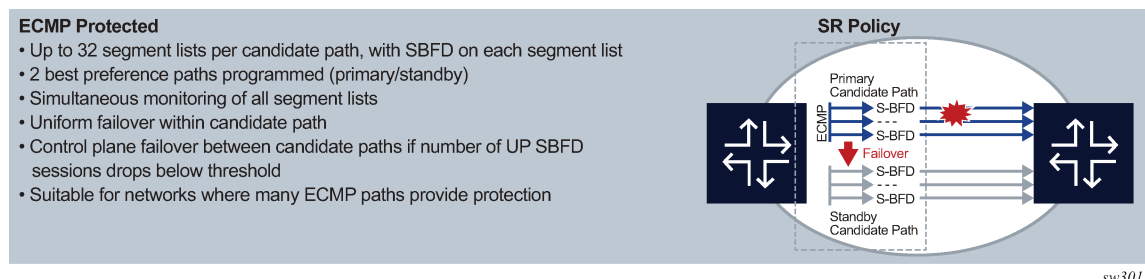 ECMP Protected
• Up to 32 segment lists per candidate path, with SBFD on each segment list
• 2 best preference paths programmed (primary/standby)
• Simultaneous monitoring of all segment lists
• Uniform failover within candidate path
• Control plane failover between candidate paths if number of UP SBFD
sessions drops below threshold
• Suitable for networks where many ECMP paths provide protection
SR Policy
Primary
Candidate Path
ECMP
S-BFD
S-BFD
Failover
S-BFD
S-BFD
Standby
Candidate Path
sw301